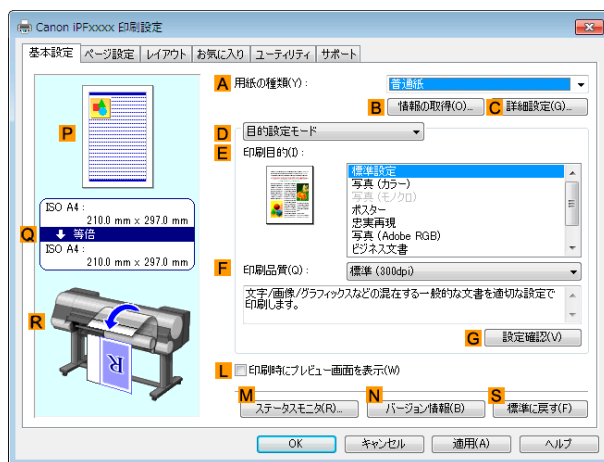 Canon iPFxxxx 印刷設定
基本設定 ページ設定 レイアウト お気に入り ユーティリティ サポート
A 用紙の種類(Y): 普通紙
B 情報の取得(O)... C 詳細設定(G)...
P
D 目的設定モード
E 印刷目的(I):
標準設定
写真 (カラー)
写真 (モノクロ)
ポスター
忠実再現
写真 (Adobe RGB)
ビジネス文書
Q
ISO A4:
210.0 mm x 297.0 mm
等倍
ISO A4:
210.0 mm x 297.0 mm
F 印刷品質(Q): 標準 (300dpi)
文字/画像/グラフィックスなどの混在する一般的な文書を適切な設定で
印刷します。
G 設定確認(V)
R
R
L 印刷時にプレビュー画面を表示(W)
M ステータスモニタ(R)... N バージョン情報(B) S 標準に戻す(F)
OK キャンセル 適用(A) ヘルプ